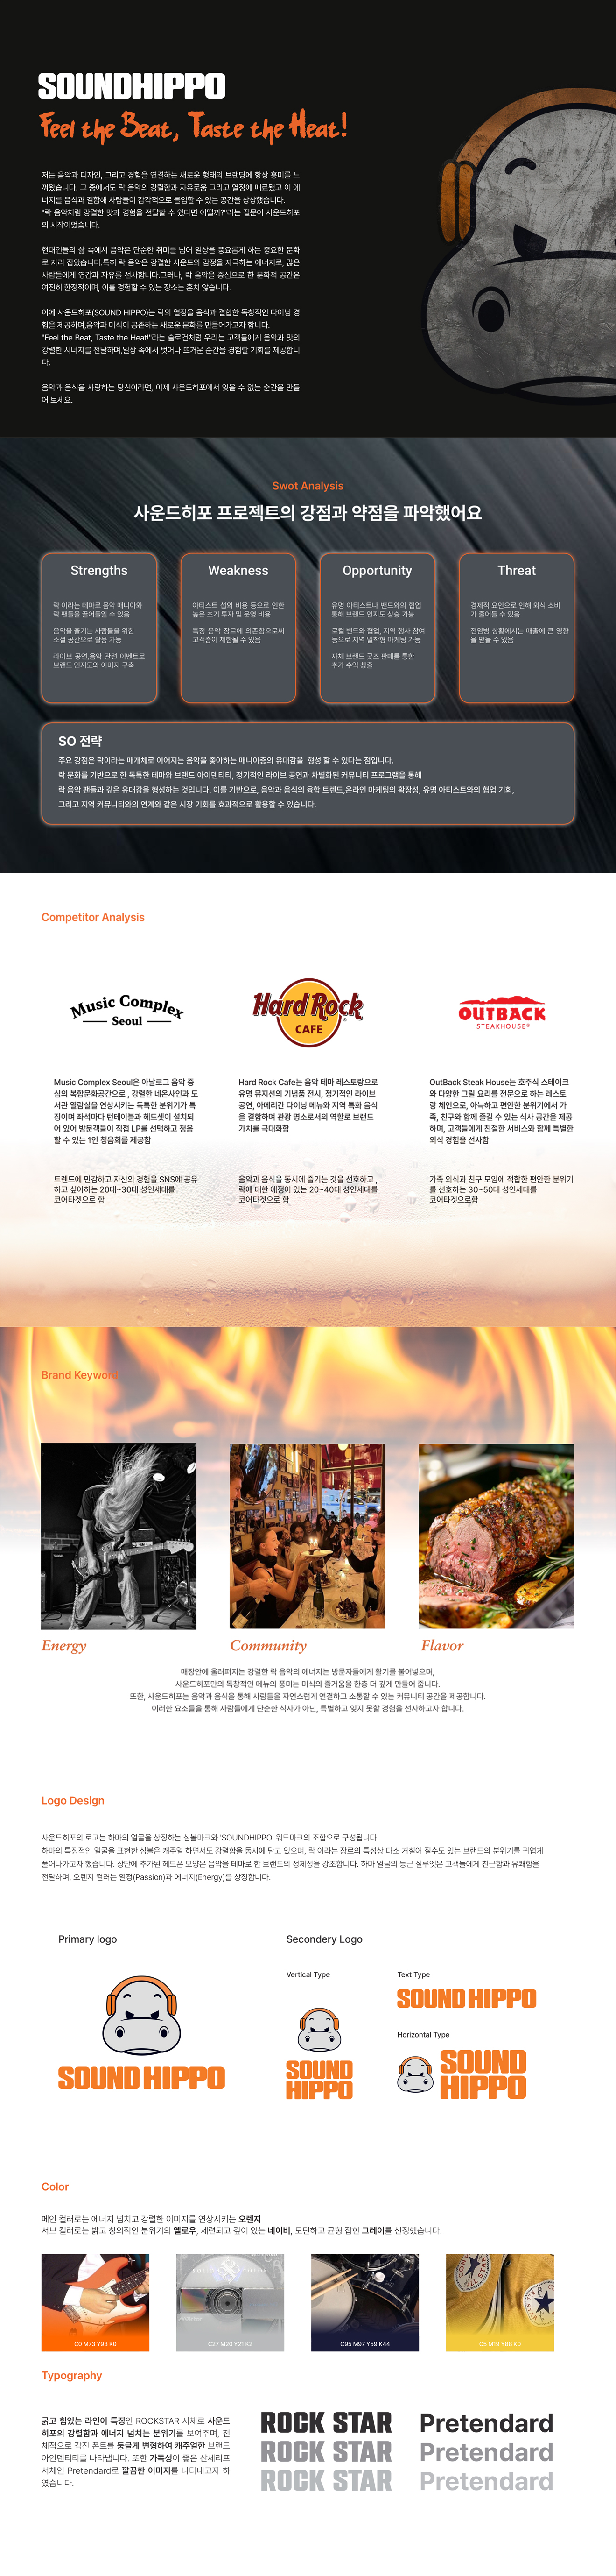 SOUNDHIPPO
Feel the Beat, Taste the Heat!
저는 음악과 디자인, 그리고 경험을 연결하는 새로운 형태의 브랜딩에 항상 흥미를 느
껴왔습니다. 그 중에서도 락 음악의 강렬함과 자유로움 그리고 열정에 매료됐고 이 에
너지를 음식과 결합해 사람들이 감각적으로 몰입할 수 있는 공간을 상상했습니다.
"락 음악처럼 강렬한 맛과 경험을 전달할 수 있다면 어떨까?"라는 질문이 사운드히포
의 시작이었습니다.
현대인들의 삶 속에서 음악은 단순한 취미를 넘어 일상을 풍요롭게 하는 중요한 문화
로 자리 잡았습니다.특히 락 음악은 강렬한 사운드와 감정을 자극하는 에너지로, 많은
사람들에게 영감과 자유를 선사합니다.그러나, 락 음악을 중심으로 한 문화적 공간은
여전히 한정적이며, 이를 경험할 수 있는 장소는 흔치 않습니다.
이에 사운드히포(SOUND HIPPO)는 락의 열정을 음식과 결합한 독창적인 다이닝 경
험을 제공하며,음악과 미식이 공존하는 새로운 문화를 만들어가고자 합니다.
"Feel the Beat, Taste the Heat!"라는 슬로건처럼 우리는 고객들에게 음악과 맛의
강렬한 시너지를 전달하며,일상 속에서 벗어나 뜨거운 순간을 경험할 기회를 제공합니
다.
음악과 음식을 사랑하는 당신이라면, 이제 사운드히포에서 잊을 수 없는 순간을 만들
어 보세요.
Swot Analysis
사운드히포 프로젝트의 강점과 약점을 파악했어요
Strengths
락 이라는 테마로 음악 매니아와
락 팬들을 끌어들일 수 있음
음악을 즐기는 사람들을 위한
소셜 공간으로 활용 가능
라이브 공연,음악 관련 이벤트로
브랜드 인지도와 이미지 구축
Weakness
아티스트 섭외 비용 등으로 인한
높은 초기 투자 및 운영 비용
특정 음악 장르에 의존함으로써
고객층이 제한될 수 있음
Opportunity
유명 아티스트나 밴드와의 협업
통해 브랜드 인지도 상승 가능
로컬 밴드와 협업, 지역 행사 참여
등으로 지역 밀착형 마케팅 가능
자체 브랜드 굿즈 판매를 통한
추가 수익 창출
Threat
경제적 요인으로 인해 외식 소비
가 줄어들 수 있음
전염병 상황에서는 매출에 큰 영향
을 받을 수 있음
SO 전략
주요 강점은 락이라는 매개체로 이어지는 음악을 좋아하는 매니아층의 유대감을 형성 할 수 있다는 점입니다.
락 문화를 기반으로 한 독특한 테마와 브랜드 아이덴티티, 정기적인 라이브 공연과 차별화된 커뮤니티 프로그램을 통해
락 음악 팬들과 깊은 유대감을 형성하는 것입니다. 이를 기반으로, 음악과 음식의 융합 트렌드,온라인 마케팅의 확장성, 유명 아티스트와의 협업 기회,
그리고 지역 커뮤니티와의 연계와 같은 시장 기회를 효과적으로 활용할 수 있습니다.
Competitor Analysis
Music Complex
Seoul
Hard Rock
CAFE
OUTBACK
STEAKHOUSE®
Music Complex Seoul은 아날로그 음악 중
심의 복합문화공간으로 , 강렬한 네온사인과 도
서관 열람실을 연상시키는 독특한 분위기가 특
징이며 좌석마다 턴테이블과 헤드셋이 설치되
어 있어 방문객들이 직접 LP를 선택하고 청음
할 수 있는 1인 청음회를 제공함
트렌드에 민감하고 자신의 경험을 SNS에 공유
하고 싶어하는 20대~30대 성인세대를
코어타겟으로 함
Hard Rock Cafe는 음악 테마 레스토랑으로
유명 뮤지션의 기념품 전시, 정기적인 라이브
공연, 아메리칸 다이닝 메뉴와 지역 특화 음식
을 결합하며 관광 명소로서의 역할로 브랜드
가치를 극대화함
음악과 음식을 동시에 즐기는 것을 선호하고 ,
락에 대한 애정이 있는 20~40대 성인세대를
코어타겟으로 함
OutBack Steak House는 호주식 스테이크
와 다양한 그릴 요리를 전문으로 하는 레스토
랑 체인으로, 아늑하고 편안한 분위기에서 가
족, 친구와 함께 즐길 수 있는 식사 공간을 제공
하며, 고객들에게 친절한 서비스와 함께 특별한
외식 경험을 선사함
가족 외식과 친구 모임에 적합한 편안한 분위기
를 선호하는 30~50대 성인세대를
코어타겟으로함
Brand Keyword
Energy
Community
Flavor
매장안에 울려퍼지는 강렬한 락 음악의 에너지는 방문자들에게 활기를 불어넣으며,
사운드히포만의 독창적인 메뉴의 풍미는 미식의 즐거움을 한층 더 깊게 만들어 줍니다.
또한, 사운드히포는 음악과 음식을 통해 사람들을 자연스럽게 연결하고 소통할 수 있는 커뮤니티 공간을 제공합니다.
이러한 요소들을 통해 사람들에게 단순한 식사가 아닌, 특별하고 잊지 못할 경험을 선사하고자 합니다.
Logo Design
사운드히포의 로고는 하마의 얼굴을 상징하는 심볼마크와 'SOUNDHIPPO' 워드마크의 조합으로 구성됩니다.
하마의 특징적인 얼굴을 표현한 심볼은 캐주얼 하면서도 강렬함을 동시에 담고 있으며, 락 이라는 장르의 특성상 다소 거칠어 질수도 있는 브랜드의 분위기를 귀엽게
풀어나가고자 했습니다. 상단에 추가된 헤드폰 모양은 음악을 테마로 한 브랜드의 정체성을 강조합니다. 하마 얼굴의 둥근 실루엣은 고객들에게 친근함과 유쾌함을
전달하며, 오렌지 컬러는 열정(Passion)과 에너지(Energy)를 상징합니다.
Primary logo
SOUND HIPPO
Secondery Logo
Vertical Type
SOUND
HIPPO
Text Type
SOUND HIPPO
Horizontal Type
SOUND
HIPPO
Color
메인 컬러로는 에너지 넘치고 강렬한 이미지를 연상시키는 오렌지
서브 컬러로는 밝고 창의적인 분위기의 옐로우, 세련되고 깊이 있는 네이비, 모던하고 균형 잡힌 그레이를 선정했습니다.
C0 M73 Y93 K0
C27 M20 Y21 K2
C95 M97 Y59 K44
C5 M19 Y88 K0
Typography
굵고 힘있는 라인이 특징인 ROCKSTAR 서체로 사운드
히포의 강렬함과 에너지 넘치는 분위기를 보여주며, 전
체적으로 각진 폰트를 둥글게 변형하여 캐주얼한 브랜드
아인덴티티를 나타냅니다. 또한 가독성이 좋은 산세리프
서체인 Pretendard로 깔끔한 이미지를 나타내고자 하
였습니다.
ROCK STAR
ROCK STAR
ROCK STAR
Pretendard
Pretendard
Pretendard